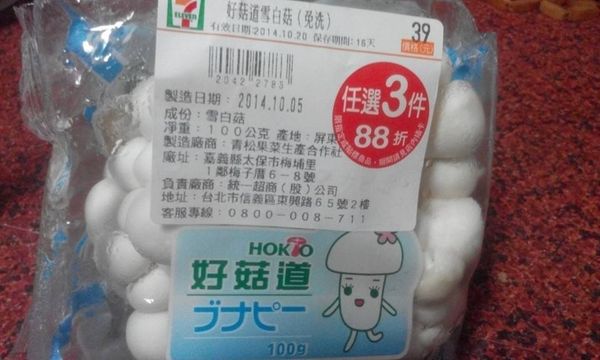 7
ELEVEN
好菇道雪白菇(免洗)
39
有效日期:2014.10.20 保存期間:16天
價格(元)
2042 2783
製造日期: 2014.10.05
成份:雪白菇
淨重:100公克 產地:屏東
製造廠商:青松果菜生產合作社
廠址:嘉義縣太保市梅埔里
1鄰梅子厝6-8號
負責廠商:統一超商(股)公司
地址:台北市信義區東興路65號2樓
客服專線:0800-008-711
任選3件
88折
HOKTO
好菇道
ブナピー
100g